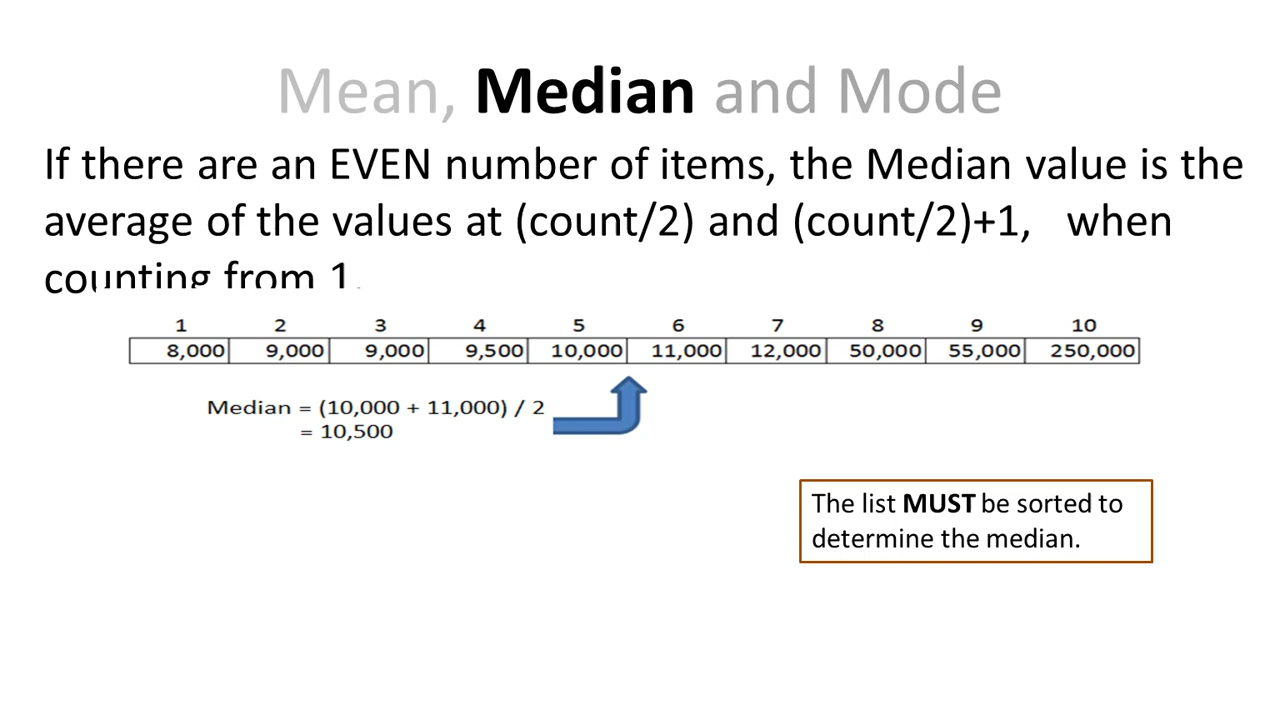 Mean, Median and Mode
If there are an EVEN number of items, the Median value is the
average of the values at (count/2) and (count/2)+1, when
counting from 1.
1 2 3 4 5 6 7 8 9 10
8,000 9,000 9,000 9,500 10,000 11,000 12,000 50,000 55,000 250,000
Median = (10,000 + 11,000) / 2
= 10,500
The list MUST be sorted to
determine the median.